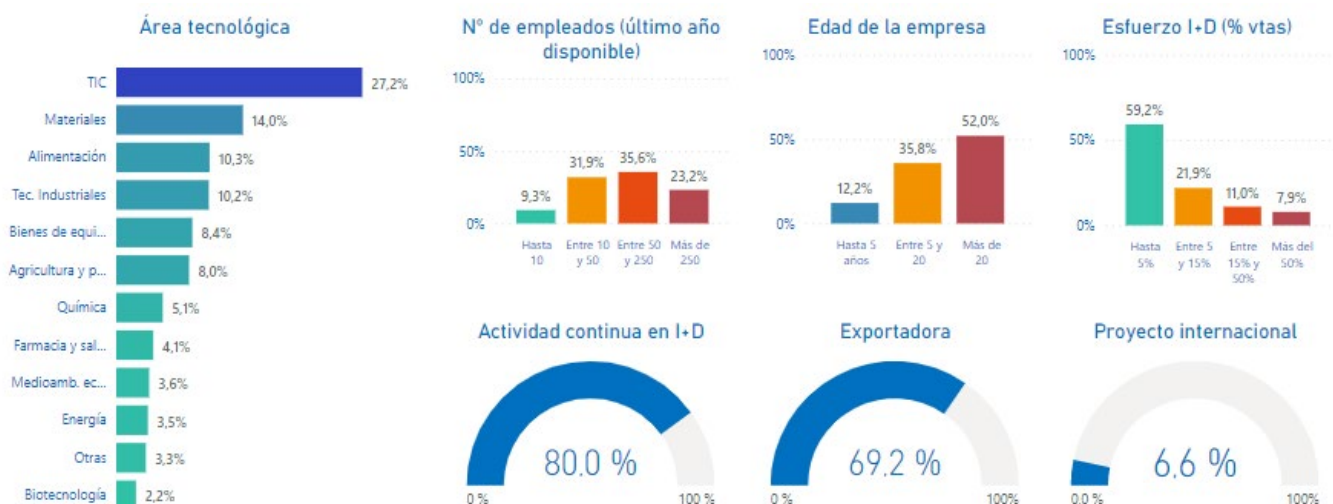 Área tecnológica
TIC
27,2%
Materiales
14,0%
Alimentación
10,3%
Tec. Industriales
10,2%
Bienes de equi...
8,4%
Agricultura y p...
8,0%
Química
5,1%
Farmacia y sal...
4,1%
Medioamb. ec...
3,6%
Energía
3,5%
Otras
3,3%
Biotecnología
2,2%
Nº de empleados (último año
disponible)
100%
50%
0%
9,3%
31,9%
35,6%
23,2%
Hasta
10
Entre 10
y 50
Entre 50
y 250
Más de
250
Edad de la empresa
100%
50%
0%
12,2%
35,8%
52,0%
Hasta 5
años
Entre 5 y
20
Más de
20
Esfuerzo I+D (% vtas)
100%
50%
0%
59,2%
21,9%
11,0%
7,9%
Hasta
5%
Entre 5
y 15%
Entre
15% y
50%
Más del
50%
Actividad continua en I+D
80,0 %
0 %
100 %
Exportadora
69,2 %
0 %
100%
Proyecto internacional
6,6 %
0,0 %
100%